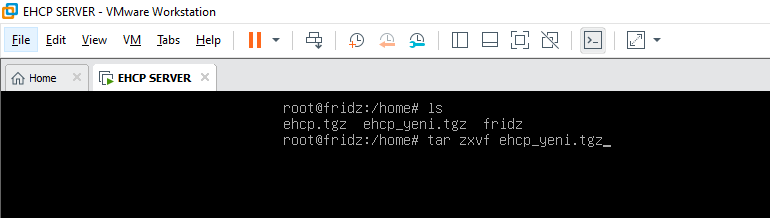 EHCP SERVER - VMware Workstation
File Edit View VM Tabs Help
Home EHCP SERVER
root@fridz:/home# ls
ehcp.tgz ehcp_yeni.tgz fridz
root@fridz:/home# tar zxvf ehcp_yeni.tgz_